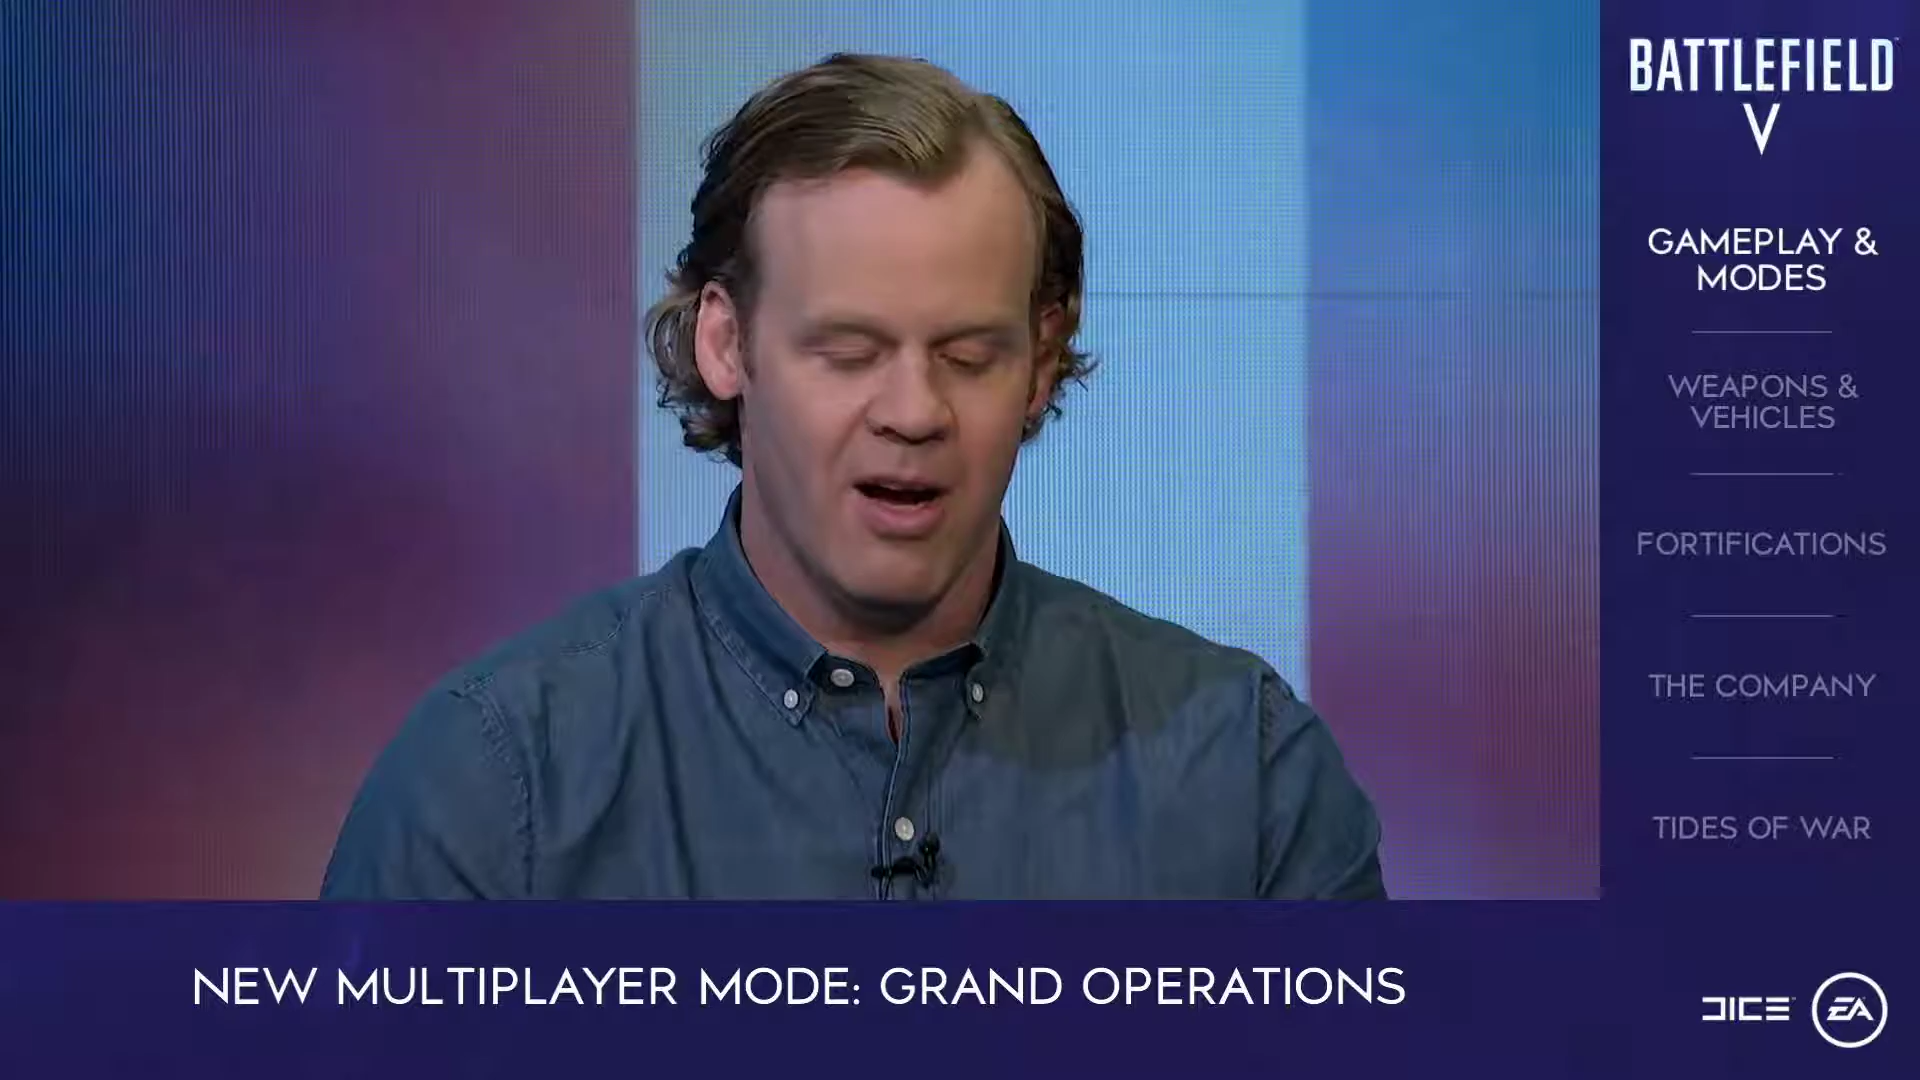 BATTLEFIELD
V
GAMEPLAY &
MODES
WEAPONS &
VEHICLES
FORTIFICATIONS
THE COMPANY
TIDES OF WAR
NEW MULTIPLAYER MODE: GRAND OPERATIONS
DICE
EA